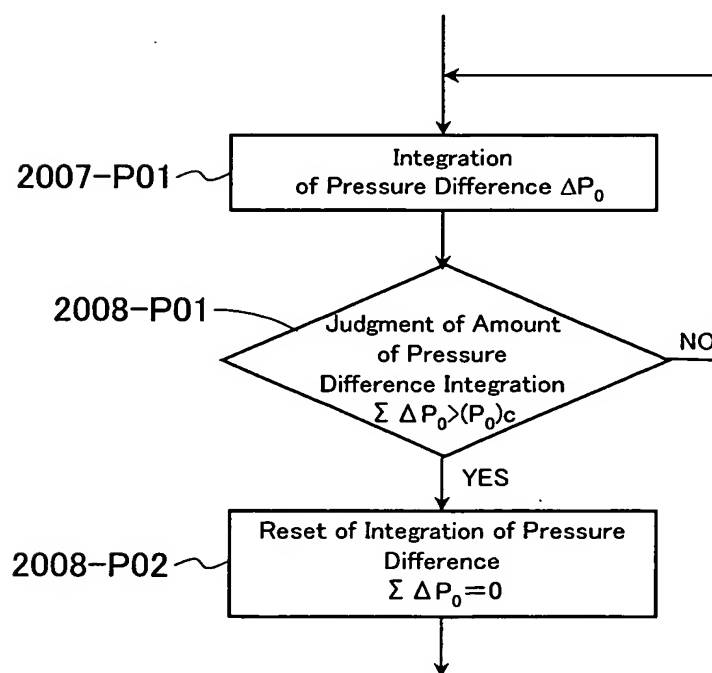 2007-P01
Integration
of Pressure Difference ΔP₀
2008-P01
Judgment of Amount
of Pressure
Difference Integration
Σ ΔP₀>(P₀)c
NO
YES
2008-P02
Reset of Integration of Pressure
Difference
Σ ΔP₀=0